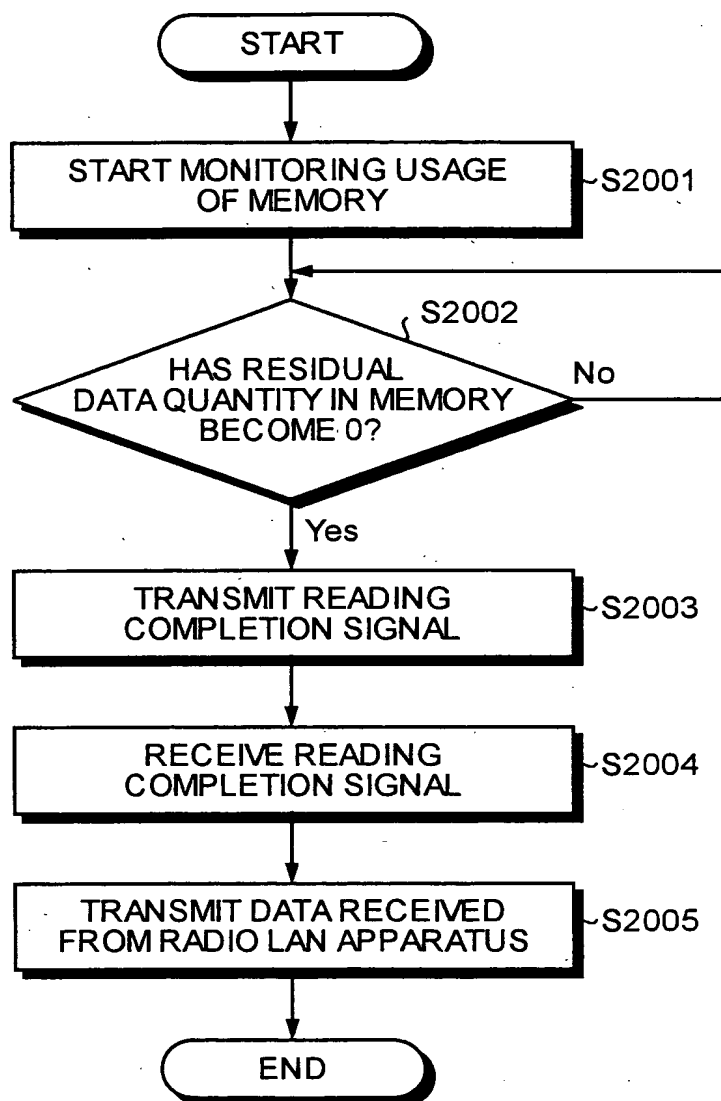 START
START MONITORING USAGE
OF MEMORY
S2001
S2002
HAS RESIDUAL
DATA QUANTITY IN MEMORY
BECOME 0?
No
Yes
TRANSMIT READING
COMPLETION SIGNAL
S2003
RECEIVE READING
COMPLETION SIGNAL
S2004
TRANSMIT DATA RECEIVED
FROM RADIO LAN APPARATUS
S2005
END